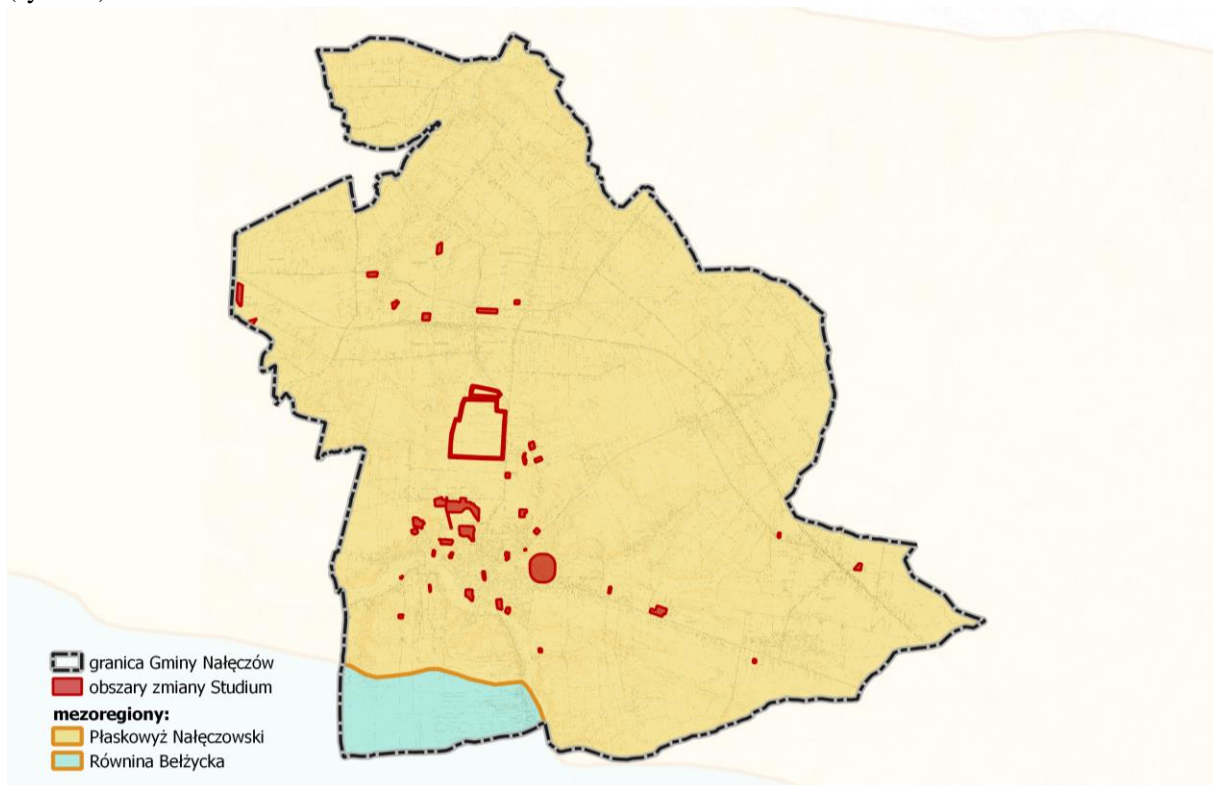 granica Gminy Nałęczów
obszary zmiany Studium
mezoregiony:
Płaskowyż Nałęczowski
Równina Bełżycka